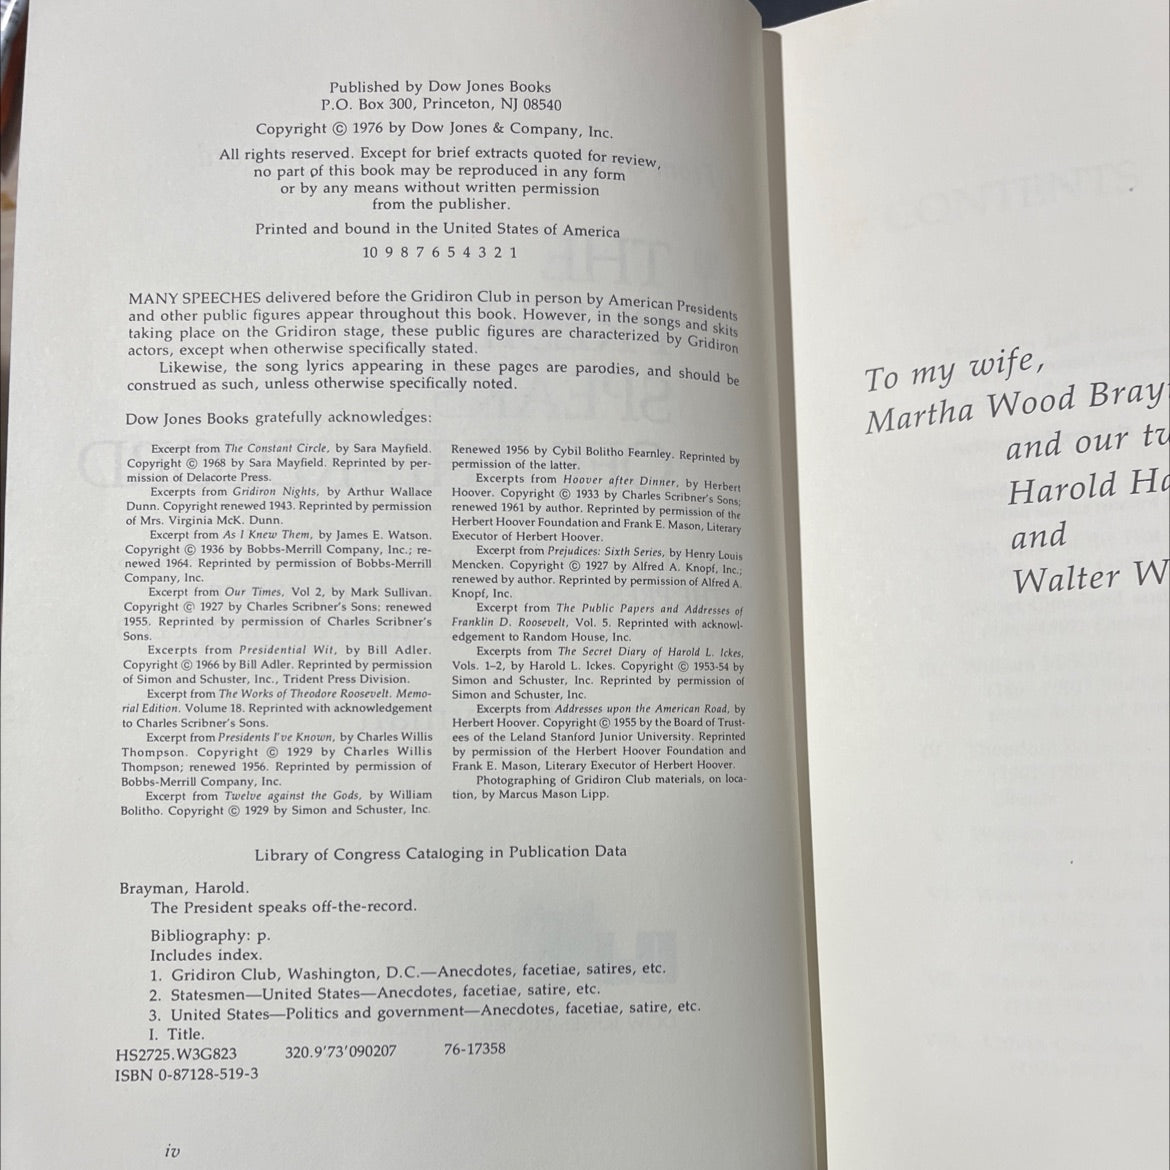 Published by Dow Jones Books
P.O. Box 300, Princeton, NJ 08540
Copyright © 1976 by Dow Jones & Company, Inc.
All rights reserved. Except for brief extracts quoted for review,
no part of this book may be reproduced in any form
or by any means without written permission
from the publisher.
Printed and bound in the United States of America
10 9 8 7 6 5 4 3 2 1
MANY SPEECHES delivered before the Gridiron Club in person by American Presidents
and other public figures appear throughout this book. However, in the songs and skits
taking place on the Gridiron stage, these public figures are characterized by Gridiron
actors, except when otherwise specifically stated.
Likewise, the song lyrics appearing in these pages are parodies, and should be
construed as such, unless otherwise specifically noted.
Dow Jones Books gratefully acknowledges:
Excerpt from The Constant Circle, by Sara Mayfield.
Copyright © 1968 by Sara Mayfield. Reprinted by per-
mission of Delacorte Press.
Excerpts from Gridiron Nights, by Arthur Wallace
Dunn. Copyright renewed 1943. Reprinted by permission
of Mrs. Virginia McK. Dunn.
Excerpt from As I Knew Them, by James E. Watson.
Copyright © 1936 by Bobbs-Merrill Company, Inc.; re-
newed 1964. Reprinted by permission of Bobbs-Merrill
Company, Inc.
Excerpt from Our Times, Vol 2, by Mark Sullivan.
Copyright © 1927 by Charles Scribner's Sons; renewed
1955. Reprinted by permission of Charles Scribner's
Sons.
Excerpts from Presidential Wit, by Bill Adler.
Copyright © 1966 by Bill Adler. Reprinted by permission
of Simon and Schuster, Inc., Trident Press Division.
Excerpt from The Works of Theodore Roosevelt. Memo-
rial Edition. Volume 18. Reprinted with acknowledgement
to Charles Scribner's Sons.
Excerpt from Presidents I've Known, by Charles Willis
Thompson. Copyright © 1929 by Charles Willis
Thompson; renewed 1956. Reprinted by permission of
Bobbs-Merrill Company, Inc.
Excerpt from Twelve against the Gods, by William
Bolitho. Copyright © 1929 by Simon and Schuster, Inc.
Renewed 1956 by Cybil Bolitho Fearnley. Reprinted by
permission of the latter.
Excerpts from Hoover after Dinner, by Herbert
Hoover. Copyright © 1933 by Charles Scribner's Sons;
renewed 1961 by author. Reprinted by permission of the
Herbert Hoover Foundation and Frank E. Mason, Literary
Executor of Herbert Hoover.
Excerpt from Prejudices: Sixth Series, by Henry Louis
Mencken. Copyright © 1927 by Alfred A. Knopf, Inc.;
renewed by author. Reprinted by permission of Alfred A.
Knopf, Inc.
Excerpt from The Public Papers and Addresses of
Franklin D. Roosevelt, Vol. 5. Reprinted with acknowl-
edgement to Random House, Inc.
Excerpts from The Secret Diary of Harold L. Ickes,
Vols. 1-2, by Harold L. Ickes. Copyright © 1953-54 by
Simon and Schuster, Inc. Reprinted by permission of
Simon and Schuster, Inc.
Excerpts from Addresses upon the American Road, by
Herbert Hoover. Copyright © 1955 by the Board of Trust-
ees of the Leland Stanford Junior University. Reprinted
by permission of the Herbert Hoover Foundation and
Frank E. Mason, Literary Executor of Herbert Hoover.
Photographing of Gridiron Club materials, on loca-
tion, by Marcus Mason Lipp.
Library of Congress Cataloging in Publication Data
Brayman, Harold.
The President speaks off-the-record.
Bibliography: p.
Includes index.
1. Gridiron Club, Washington, D.C.—Anecdotes, facetiae, satires, etc.
2. Statesmen—United States—Anecdotes, facetiae, satire, etc.
3. United States—Politics and government—Anecdotes, facetiae, satire, etc.
I. Title.
HS2725.W3G823 320.9'73'090207 76-17358
ISBN 0-87128-519-3
iv
To my wife,
Martha Wood Bray
and our tw
Harold Ha
and
Walter W